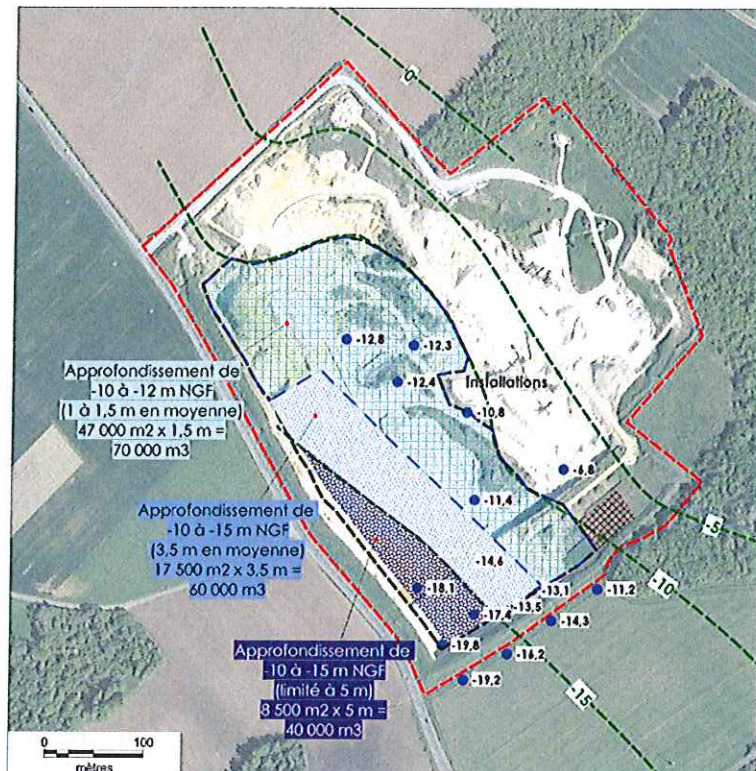 0
-12,8
-12,3
Approfondissement de
-10 à -12 m NGF
(1 à 1,5 m en moyenne)
47 000 m2 x 1,5 m =
70 000 m3
-12,4
Installations
-10,8
-6,8
-11,4
-5
Approfondissement de
-10 à -15 m NGF
(3,5 m en moyenne)
17 500 m2 x 3,5 m =
60 000 m3
-14,6
-10
-18,1
-13,1
-11,2
-13,5
-17,4
-14,3
Approfondissement de
-10 à -15 m NGF
(limité à 5 m)
8 500 m2 x 5 m =
40 000 m3
-19,8
-16,2
-19,2
-15
0 100
mètres